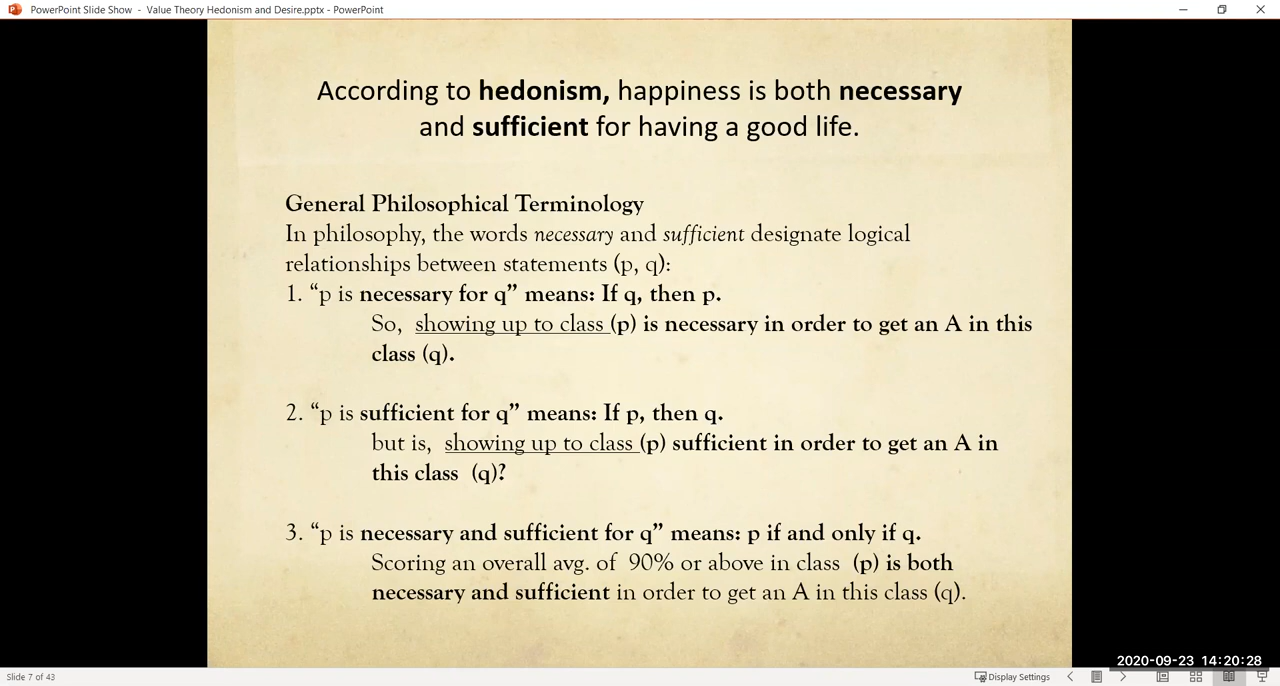 PowerPoint Slide Show - Value Theory Hedonism and Desire.pptx - PowerPoint
According to hedonism, happiness is both necessary
and sufficient for having a good life.
General Philosophical Terminology
In philosophy, the words necessary and sufficient designate logical
relationships between statements (p, q):
1. “p is necessary for q” means: If q, then p.
So, showing up to class (p) is necessary in order to get an A in this
class (q).
2. “p is sufficient for q” means: If p, then q.
but is, showing up to class (p) sufficient in order to get an A in
this class (q)?
3. “p is necessary and sufficient for q” means: p if and only if q.
Scoring an overall avg. of 90% or above in class (p) is both
necessary and sufficient in order to get an A in this class (q).
2020-09-23 14:20:28
Slide 7 of 43
Display Settings